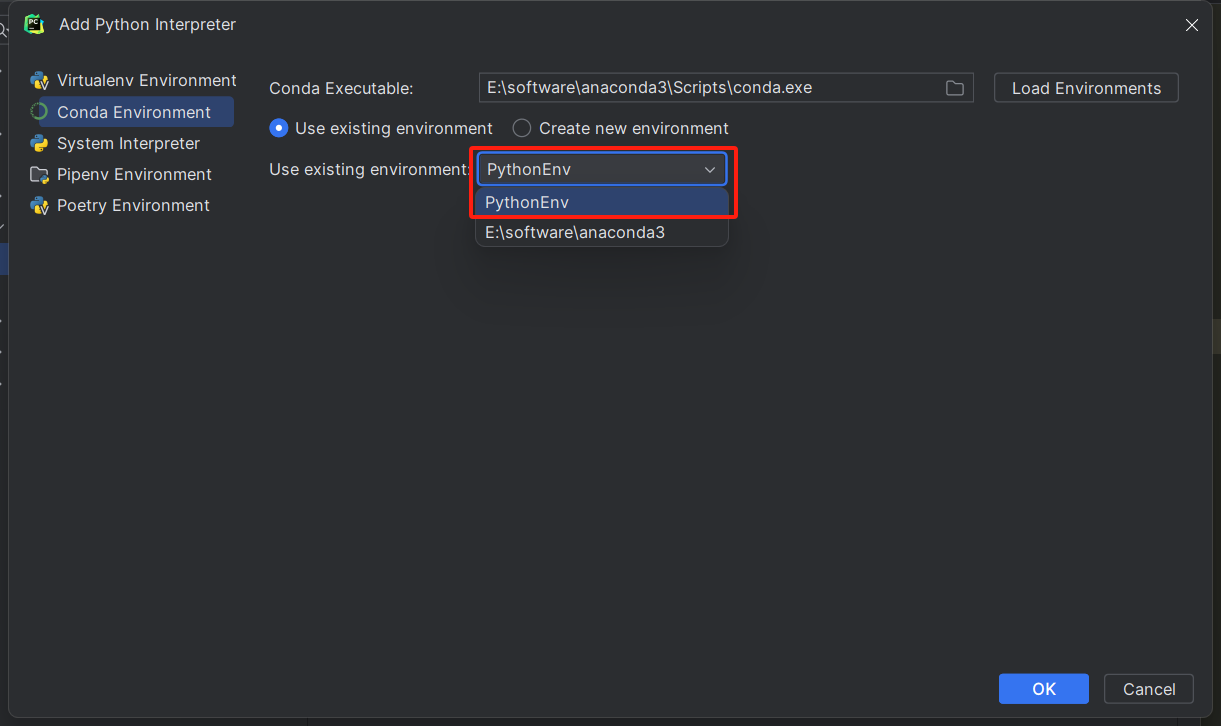 Add Python Interpreter
Virtualenv Environment
Conda Environment
System Interpreter
Pipenv Environment
Poetry Environment
Conda Executable:
E:\software\anaconda3\Scripts\conda.exe
Load Environments
Use existing environment
Create new environment
Use existing environment:
PythonEnv
PythonEnv
E:\software\anaconda3
OK
Cancel